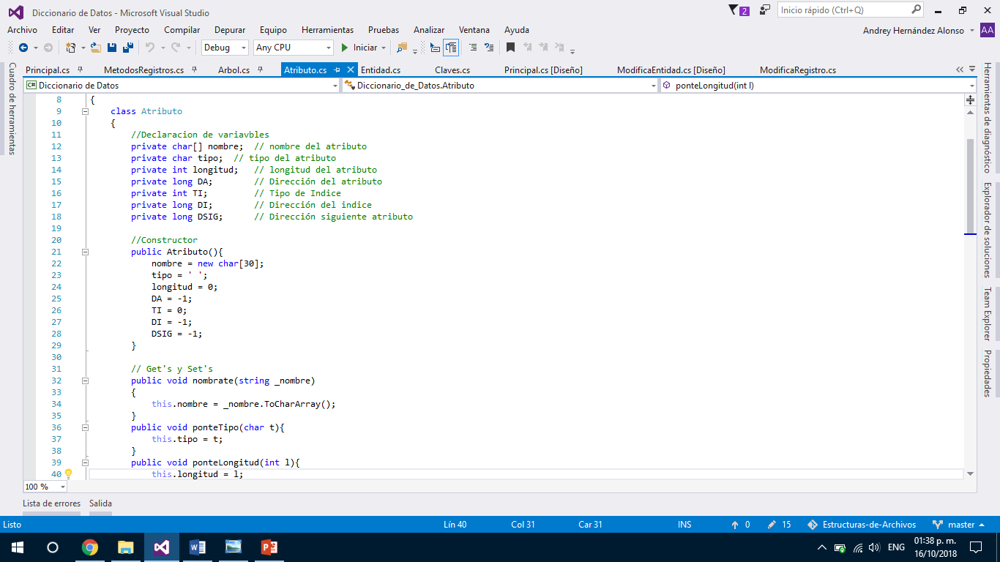 Diccionario de Datos - Microsoft Visual Studio
2
Inicio rápido (Ctrl+Q)
Archivo Editar Ver Proyecto Compilar Depurar Equipo Herramientas Pruebas Analizar Ventana Ayuda
Andrey Hernández Alonso AA
Debug Any CPU Iniciar
Principal.cs MetodosRegistros.cs Arbol.cs Atributo.cs Entidad.cs Claves.cs Principal.cs [Diseño] ModificaEntidad.cs [Diseño] ModificaRegistro.cs
C# Diccionario de Datos Diccionario_de_Datos.Atributo ponteLongitud(int l)
Cuadro de herramientas
8 {
9 class Atributo
10 {
11 //Declaracion de variavbles
12 private char[] nombre; // nombre del atributo
13 private char tipo; // tipo del atributo
14 private int longitud; // longitud del atributo
15 private long DA; // Dirección del atributo
16 private int TI; // Tipo de Indice
17 private long DI; // Dirección del indice
18 private long DSIG; // Dirección siguiente atributo
19
20 //Constructor
21 public Atributo(){
22 nombre = new char[30];
23 tipo = ' ';
24 longitud = 0;
25 DA = -1;
26 TI = 0;
27 DI = -1;
28 DSIG = -1;
29 }
30
31 // Get's y Set's
32 public void nombrate(string _nombre)
33 {
34 this.nombre = _nombre.ToCharArray();
35 }
36 public void ponteTipo(char t){
37 this.tipo = t;
38 }
39 public void ponteLongitud(int l){
40 this.longitud = l;
Herramientas de diagnóstico
Explorador de soluciones
Team Explorer
Propiedades
100 %
Lista de errores Salida
Listo Lín 40 Col 31 Car 31 INS 0 15 Estructuras-de-Archivos master
ENG 01:38 p. m.
16/10/2018